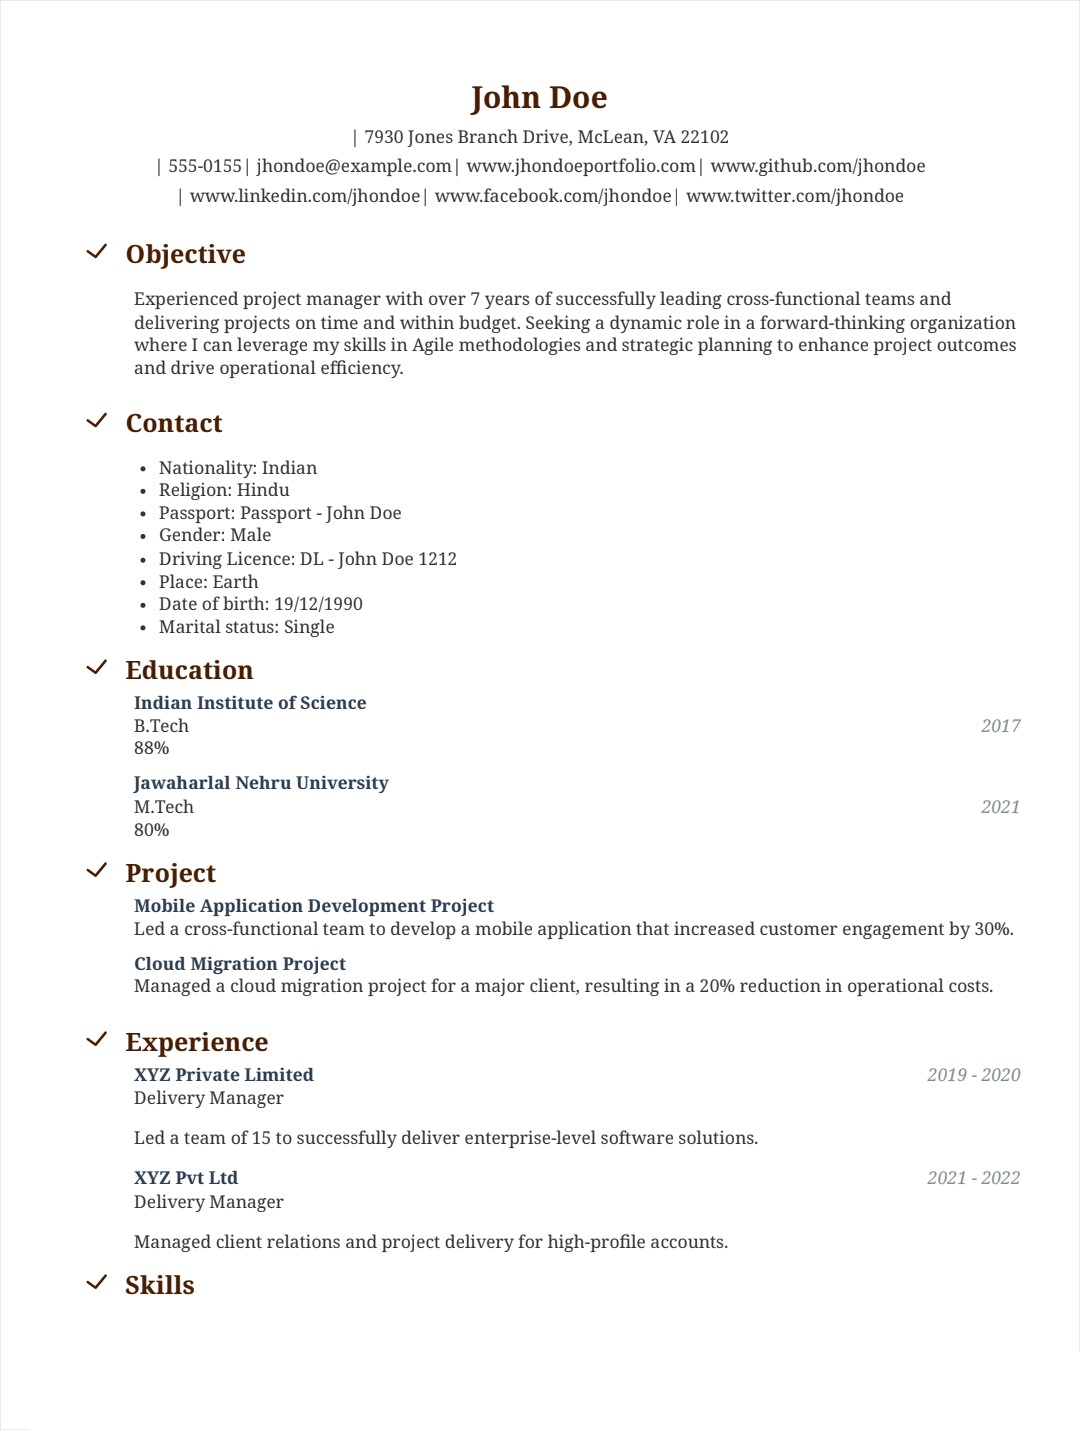 John Doe
| 7930 Jones Branch Drive, McLean, VA 22102
| 555-0155| jhondoe@example.com| www.jhondoeportfolio.com| www.github.com/jhondoe
| www.linkedin.com/jhondoe| www.facebook.com/jhondoe| www.twitter.com/jhondoe
Objective
Experienced project manager with over 7 years of successfully leading cross-functional teams and
delivering projects on time and within budget. Seeking a dynamic role in a forward-thinking organization
where I can leverage my skills in Agile methodologies and strategic planning to enhance project outcomes
and drive operational efficiency.
Contact
• Nationality: Indian
• Religion: Hindu
• Passport: Passport - John Doe
• Gender: Male
• Driving Licence: DL - John Doe 1212
• Place: Earth
• Date of birth: 19/12/1990
• Marital status: Single
Education
Indian Institute of Science
B.Tech 2017
88%
Jawaharlal Nehru University
M.Tech 2021
80%
Project
Mobile Application Development Project
Led a cross-functional team to develop a mobile application that increased customer engagement by 30%.
Cloud Migration Project
Managed a cloud migration project for a major client, resulting in a 20% reduction in operational costs.
Experience
XYZ Private Limited 2019 - 2020
Delivery Manager
Led a team of 15 to successfully deliver enterprise-level software solutions.
XYZ Pvt Ltd 2021 - 2022
Delivery Manager
Managed client relations and project delivery for high-profile accounts.
Skills